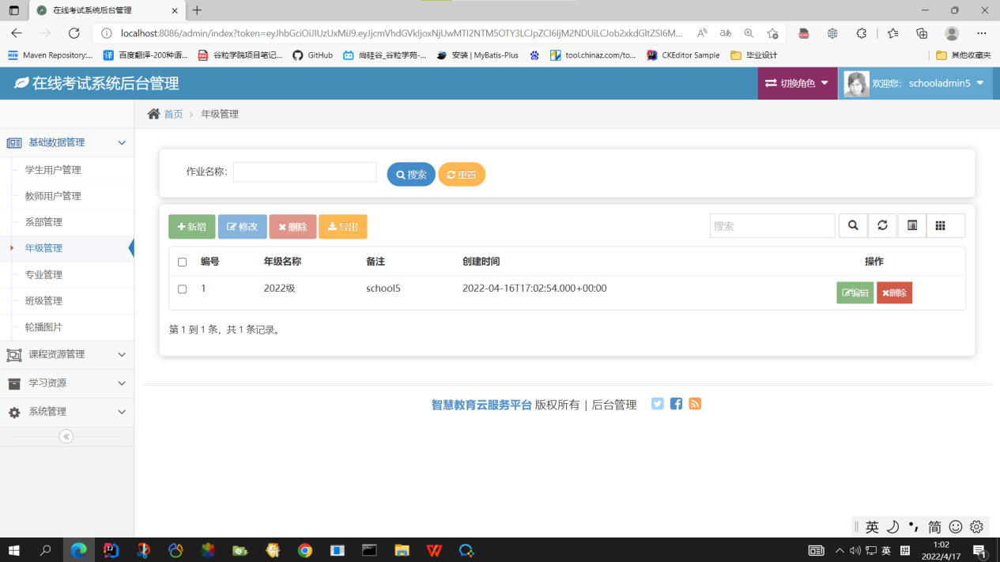 在线考试系统后台管理
localhost:8086/admin/index?token=eyJhbGciOiJIUzUxMiJ9.eyJjcmVhdGVkIjoxNjUwMTI2NTM5OTY3LCJpZCI6IjM2NDUiLCJob2xkdGltZSI6M...
Maven Repository:... 百度翻译-200种语... 谷粒学院项目笔记... GitHub 尚硅谷_谷粒学苑-... 安装 | MyBatis-Plus tool.chinaz.com/to... CKEditor Sample 毕业设计 其他收藏夹
在线考试系统后台管理 切换角色 欢迎您: schooladmin5
首页 年级管理
基础数据管理
学生用户管理
教师用户管理
系部管理
年级管理
专业管理
班级管理
轮播图片
课程资源管理
学习资源
系统管理
作业名称: 搜索 重置
新增 修改 删除 导出 搜索
编号 年级名称 备注 创建时间 操作
1 2022级 school5 2022-04-16T17:02:54.000+00:00 编辑 删除
第 1 到 1 条，共 1 条记录。
智慧教育云服务平台 版权所有 | 后台管理
英 简
英 拼 1:02
2022/4/17 1